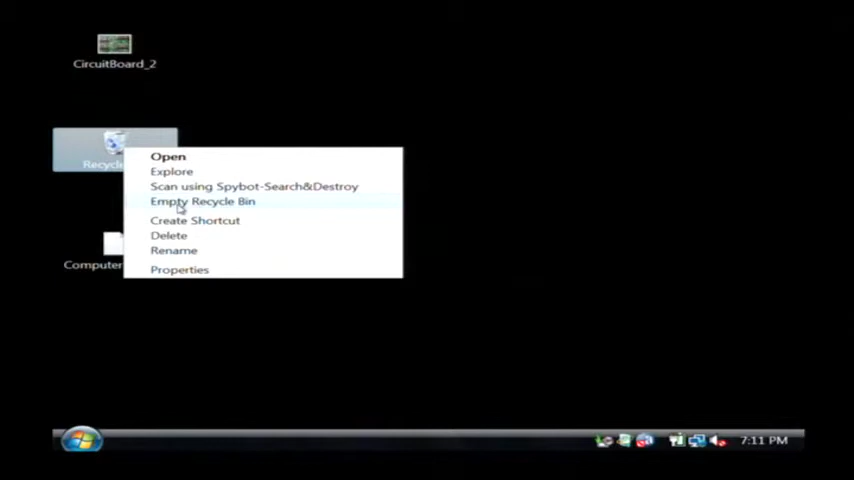 CircuitBoard_2
Recycle
Open
Explore
Scan using Spybot-Search&Destroy
Empty Recycle Bin
Create Shortcut
Delete
Rename
Properties
Computer
7:11 PM